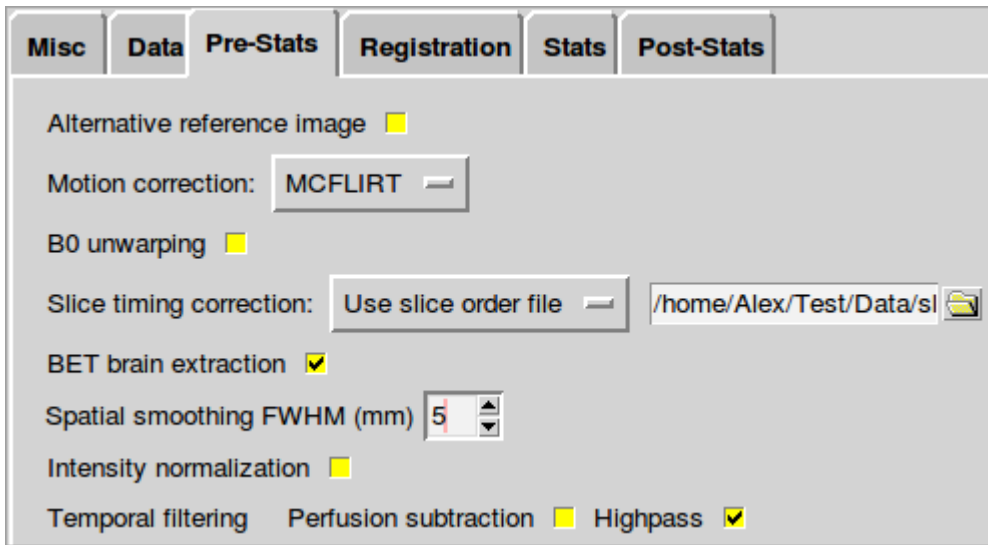 Misc Data Pre-Stats Registration Stats Post-Stats
Alternative reference image
Motion correction: MCFLIRT
B0 unwarping
Slice timing correction: Use slice order file /home/Alex/Test/Data/sl
BET brain extraction
Spatial smoothing FWHM (mm) 5
Intensity normalization
Temporal filtering Perfusion subtraction Highpass